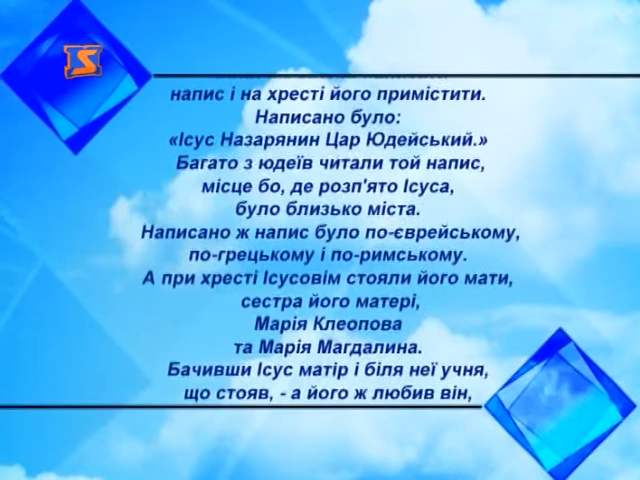 напис і на хресті його примістити.
Написано було:
«Ісус Назарянин Цар Юдейський.»
Багато з юдеїв читали той напис,
місце бо, де розп'ято Ісуса,
було близько міста.
Написано ж напис було по-єврейському,
по-грецькому і по-римському.
А при хресті Ісусовім стояли його мати,
сестра його матері,
Марія Клеопова
та Марія Магдалина.
Бачивши Ісус матір і біля неї учня,
що стояв, - а його ж любив він,